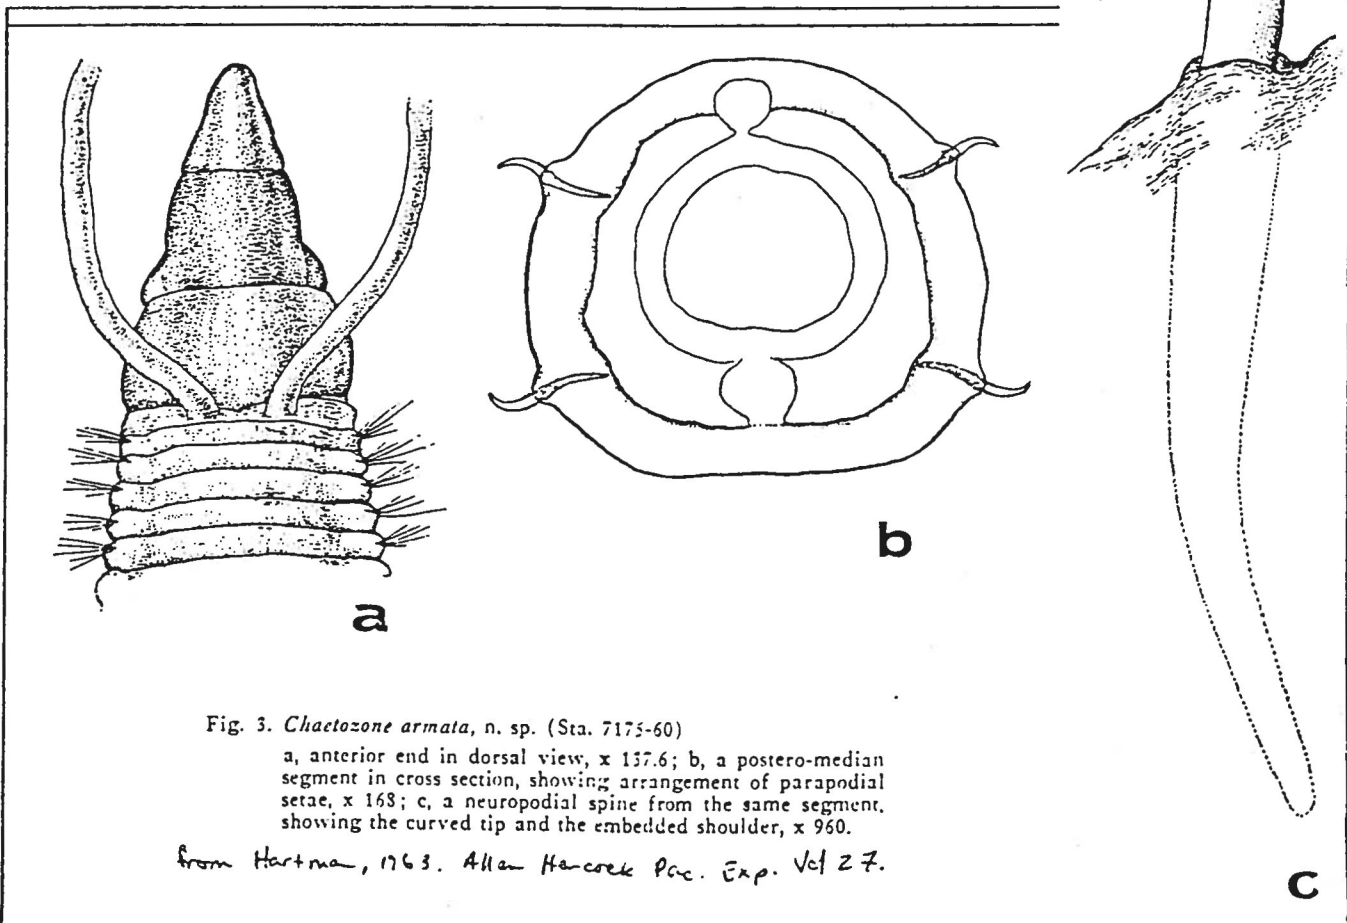 a
b
c
Fig. 3. Chaetozone armata, n. sp. (Sta. 7175-60)
a, anterior end in dorsal view, x 157.6; b, a postero-median
segment in cross section, showing arrangement of parapodial
setae, x 168; c, a neuropodial spine from the same segment,
showing the curved tip and the embedded shoulder, x 960.
from Hartman, 1963. Allan Hancock Pac. Exp. Vol 27.